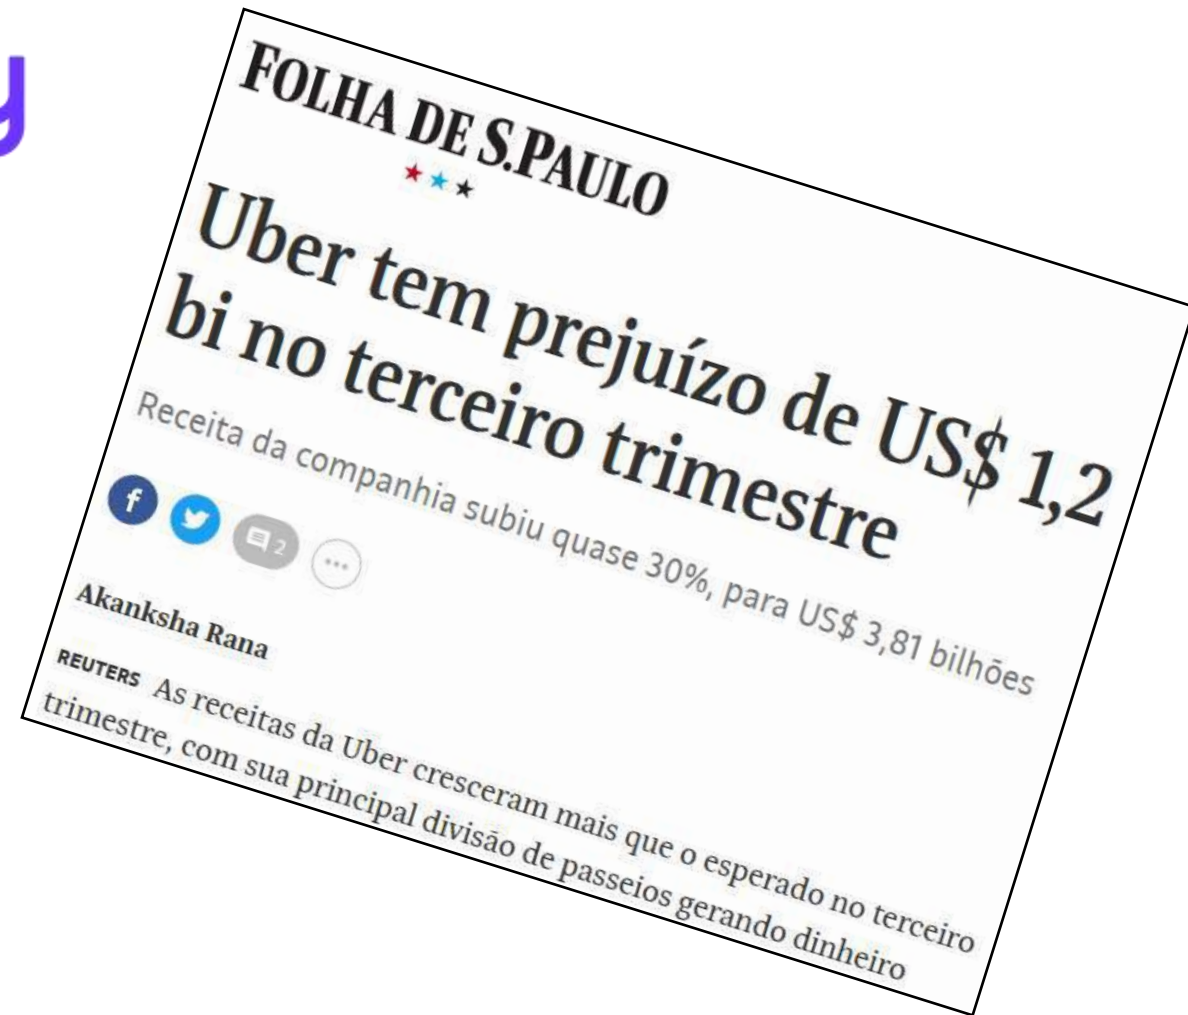 y
FOLHA DE S.PAULO
Uber tem prejuízo de US$ 1,2
bi no terceiro trimestre
Receita da companhia subiu quase 30%, para US$ 3,81 bilhões
2
Akanksha Rana
REUTERS As receitas da Uber cresceram mais que o esperado no terceiro
trimestre, com sua principal divisão de passeios gerando dinheiro